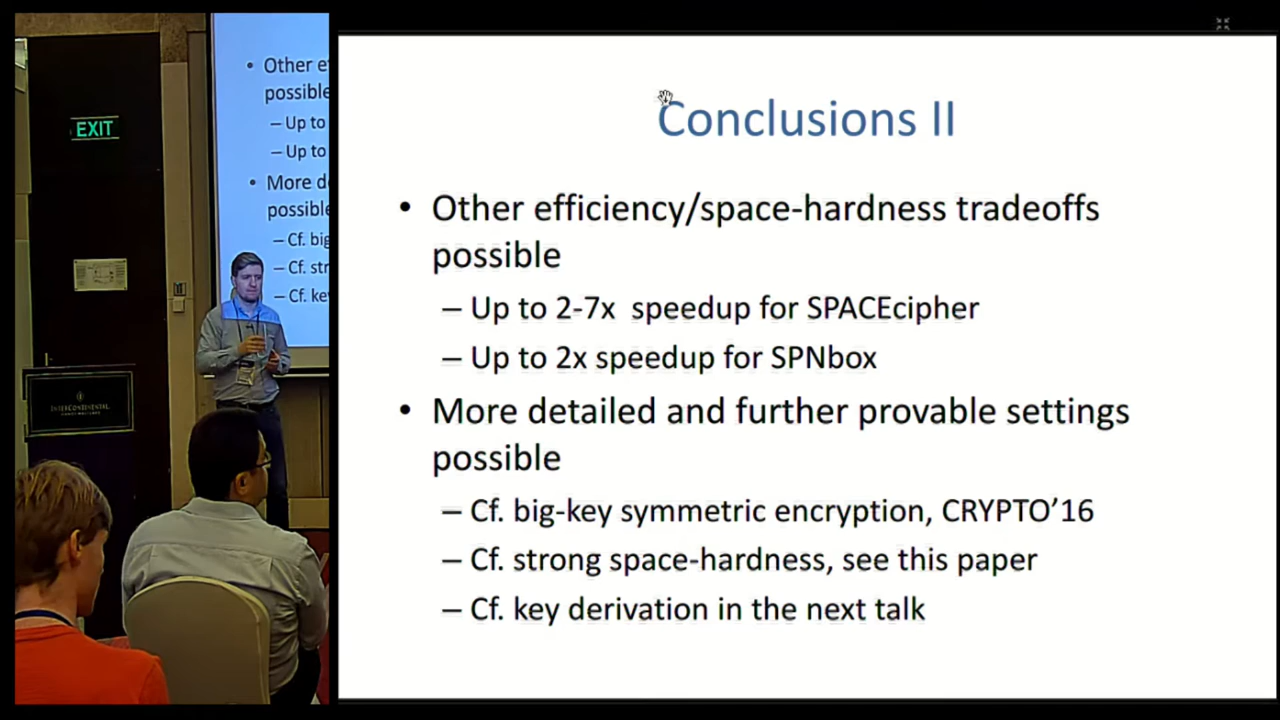 EXIT
INTERCONTINENTAL
• Other e
possible
– Up to
– Up to
• More d
possible
– Cf. big
– Cf. str
– Cf. ke
Conclusions II
• Other efficiency/space-hardness tradeoffs
possible
– Up to 2-7x speedup for SPACEcipher
– Up to 2x speedup for SPNbox
• More detailed and further provable settings
possible
– Cf. big-key symmetric encryption, CRYPTO’16
– Cf. strong space-hardness, see this paper
– Cf. key derivation in the next talk